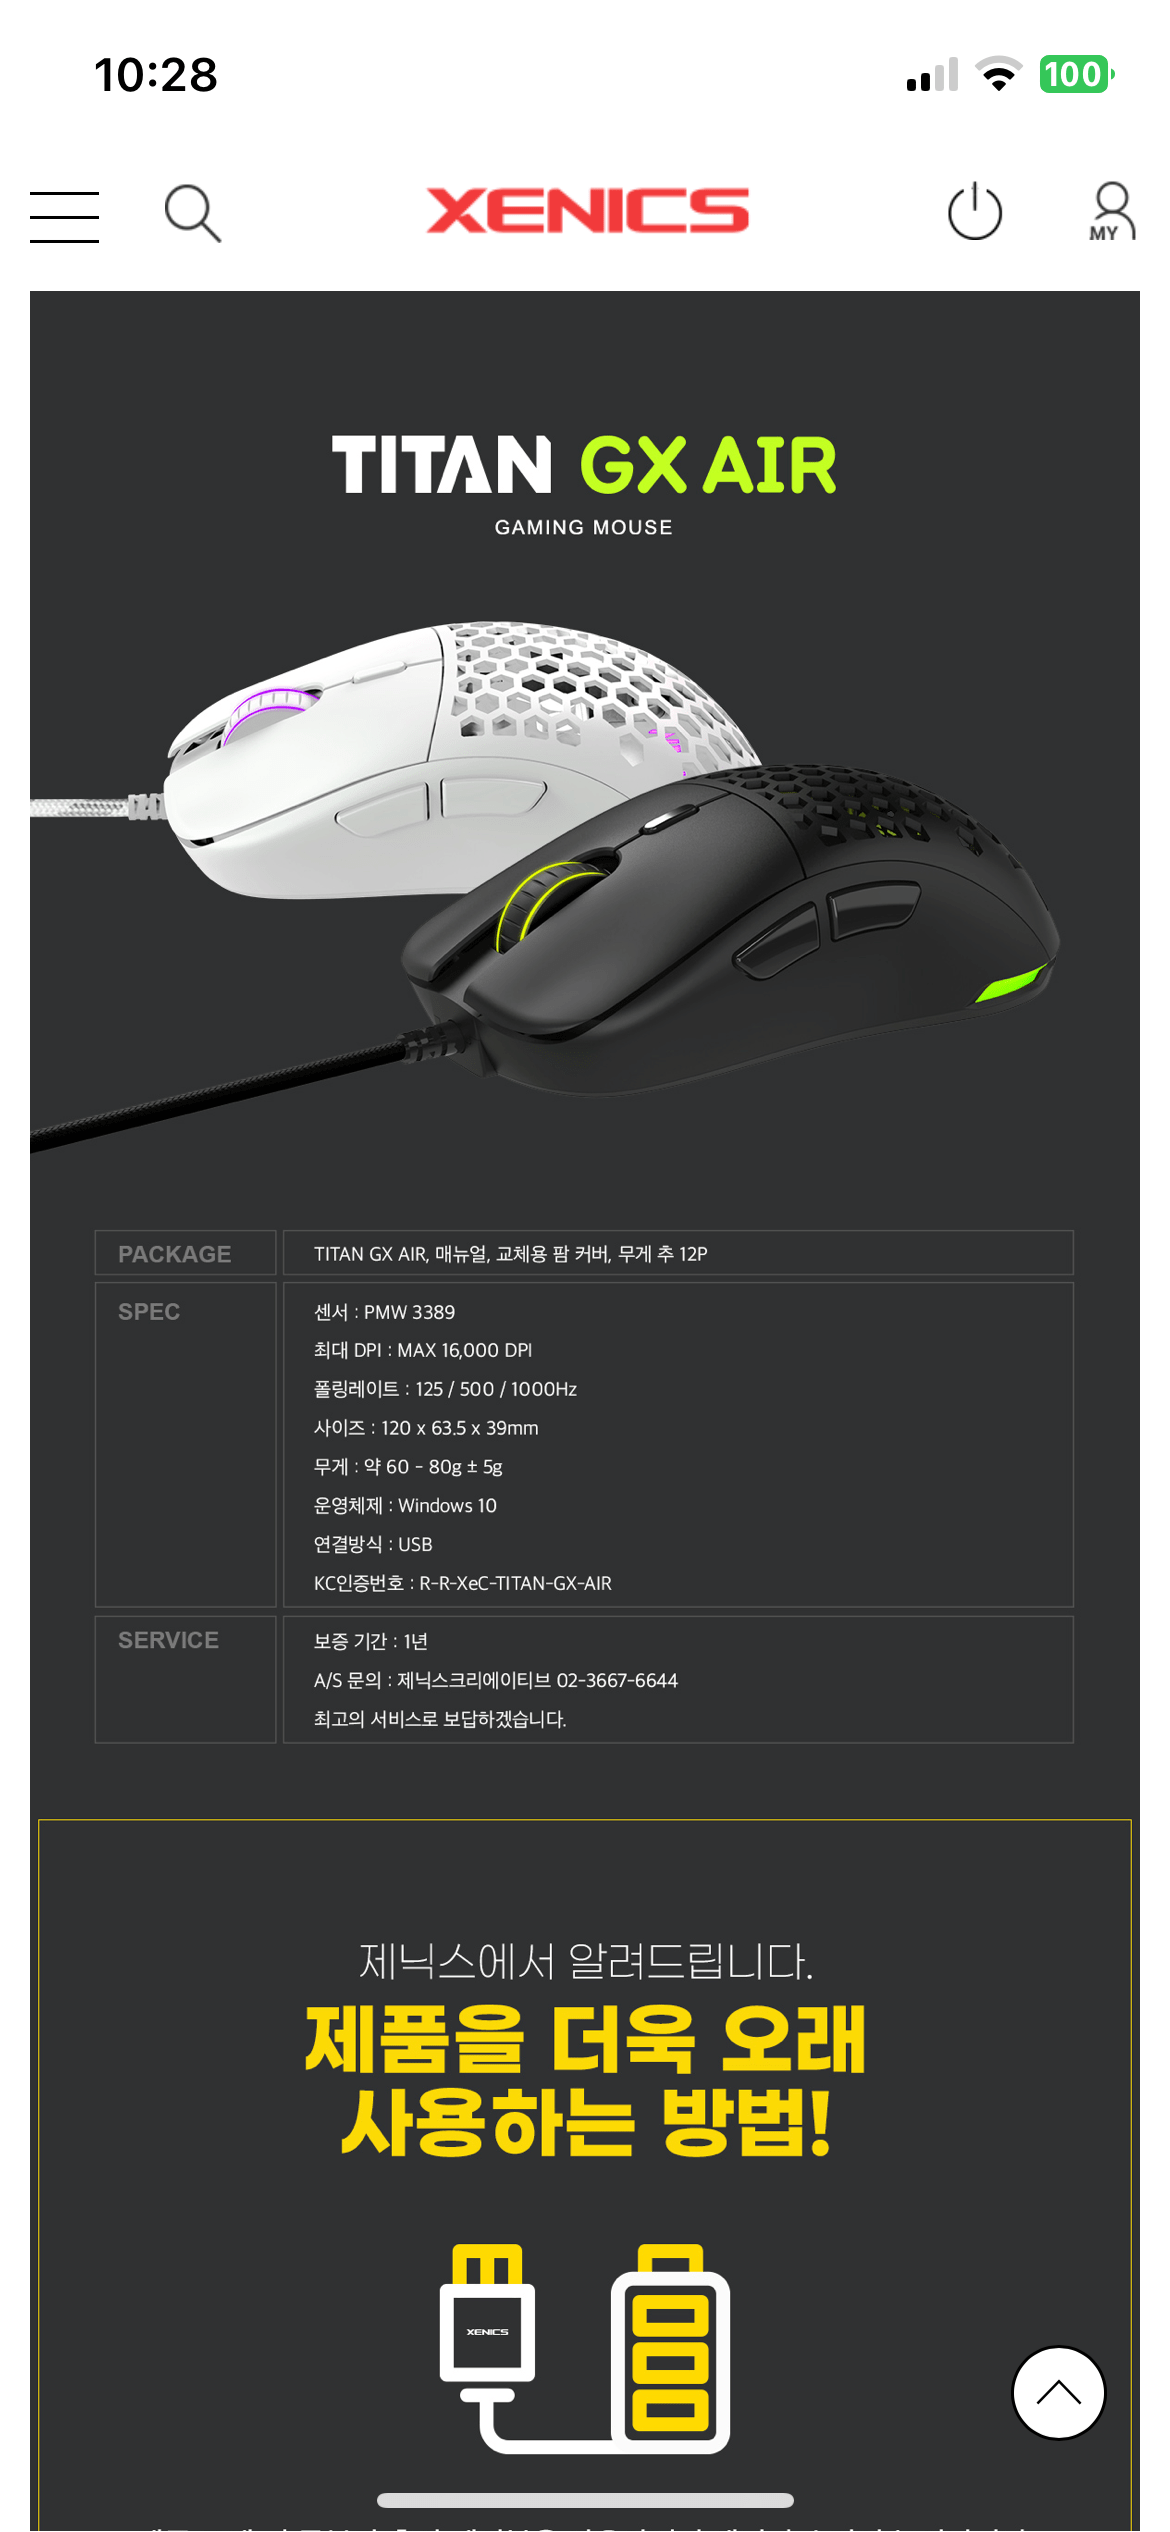 10:28
100
XENICS
MY
TITAN GX AIR
GAMING MOUSE
PACKAGE
TITAN GX AIR, 매뉴얼, 교체용 팜 커버, 무게 추 12P
SPEC
센서 : PMW 3389
최대 DPI : MAX 16,000 DPI
폴링레이트 : 125 / 500 / 1000Hz
사이즈 : 120 x 63.5 x 39mm
무게 : 약 60 - 80g ± 5g
운영체제 : Windows 10
연결방식 : USB
KC인증번호 : R-R-XeC-TITAN-GX-AIR
SERVICE
보증 기간 : 1년
A/S 문의 : 제닉스크리에이티브 02-3667-6644
최고의 서비스로 보답하겠습니다.
제닉스에서 알려드립니다.
제품을 더욱 오래
사용하는 방법!
XENICS